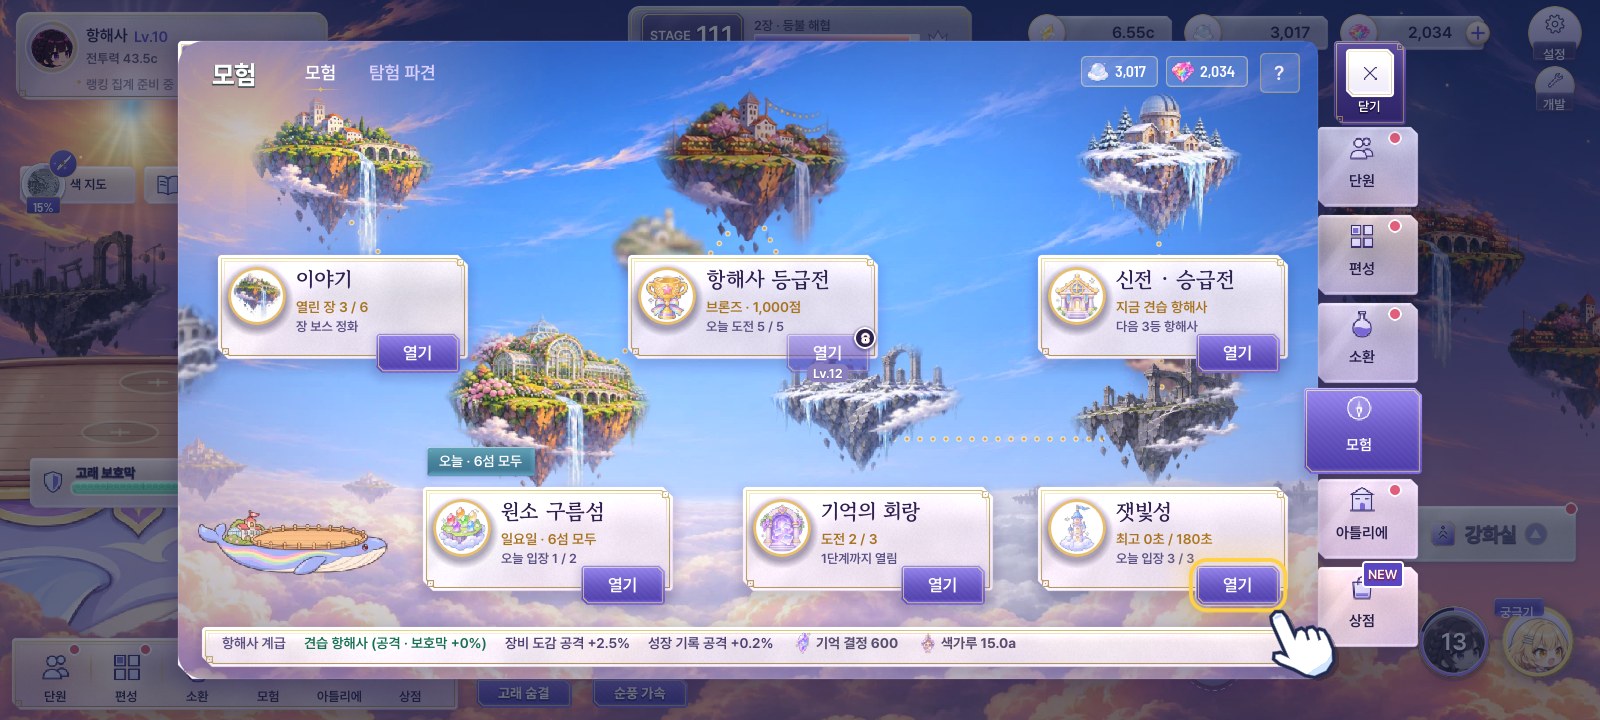 항해사 Lv.10
전투력 43.5c
* 랭킹 집계 준비 중
STAGE 111
2장 · 등불 해협
6.55c
3,017
2,034
설정
개발
색 지도
15%
모험
모험
탐험 파견
3,017
2,034
?
닫기
단원
편성
소환
모험
아틀리에
NEW
상점
이야기
열린 장 3 / 6
장 보스 정화
열기
항해사 등급전
브론즈 · 1,000점
오늘 도전 5 / 5
열기
Lv.12
신전 · 승급전
지금 견습 항해사
다음 3등 항해사
열기
오늘 · 6섬 모두
원소 구름섬
일요일 · 6섬 모두
오늘 입장 1 / 2
열기
기억의 회랑
도전 2 / 3
1단계까지 열림
열기
잿빛성
최고 0초 / 180초
오늘 입장 3 / 3
열기
고래 보호막
강화실
궁극기
13
항해사 계급
견습 항해사 (공격 · 보호막 +0%)
장비 도감 공격 +2.5%
성장 기록 공격 +0.2%
기억 결정 600
색가루 15.0a
단원
편성
소환
모험
아틀리에
상점
고래 숨결
순풍 가속